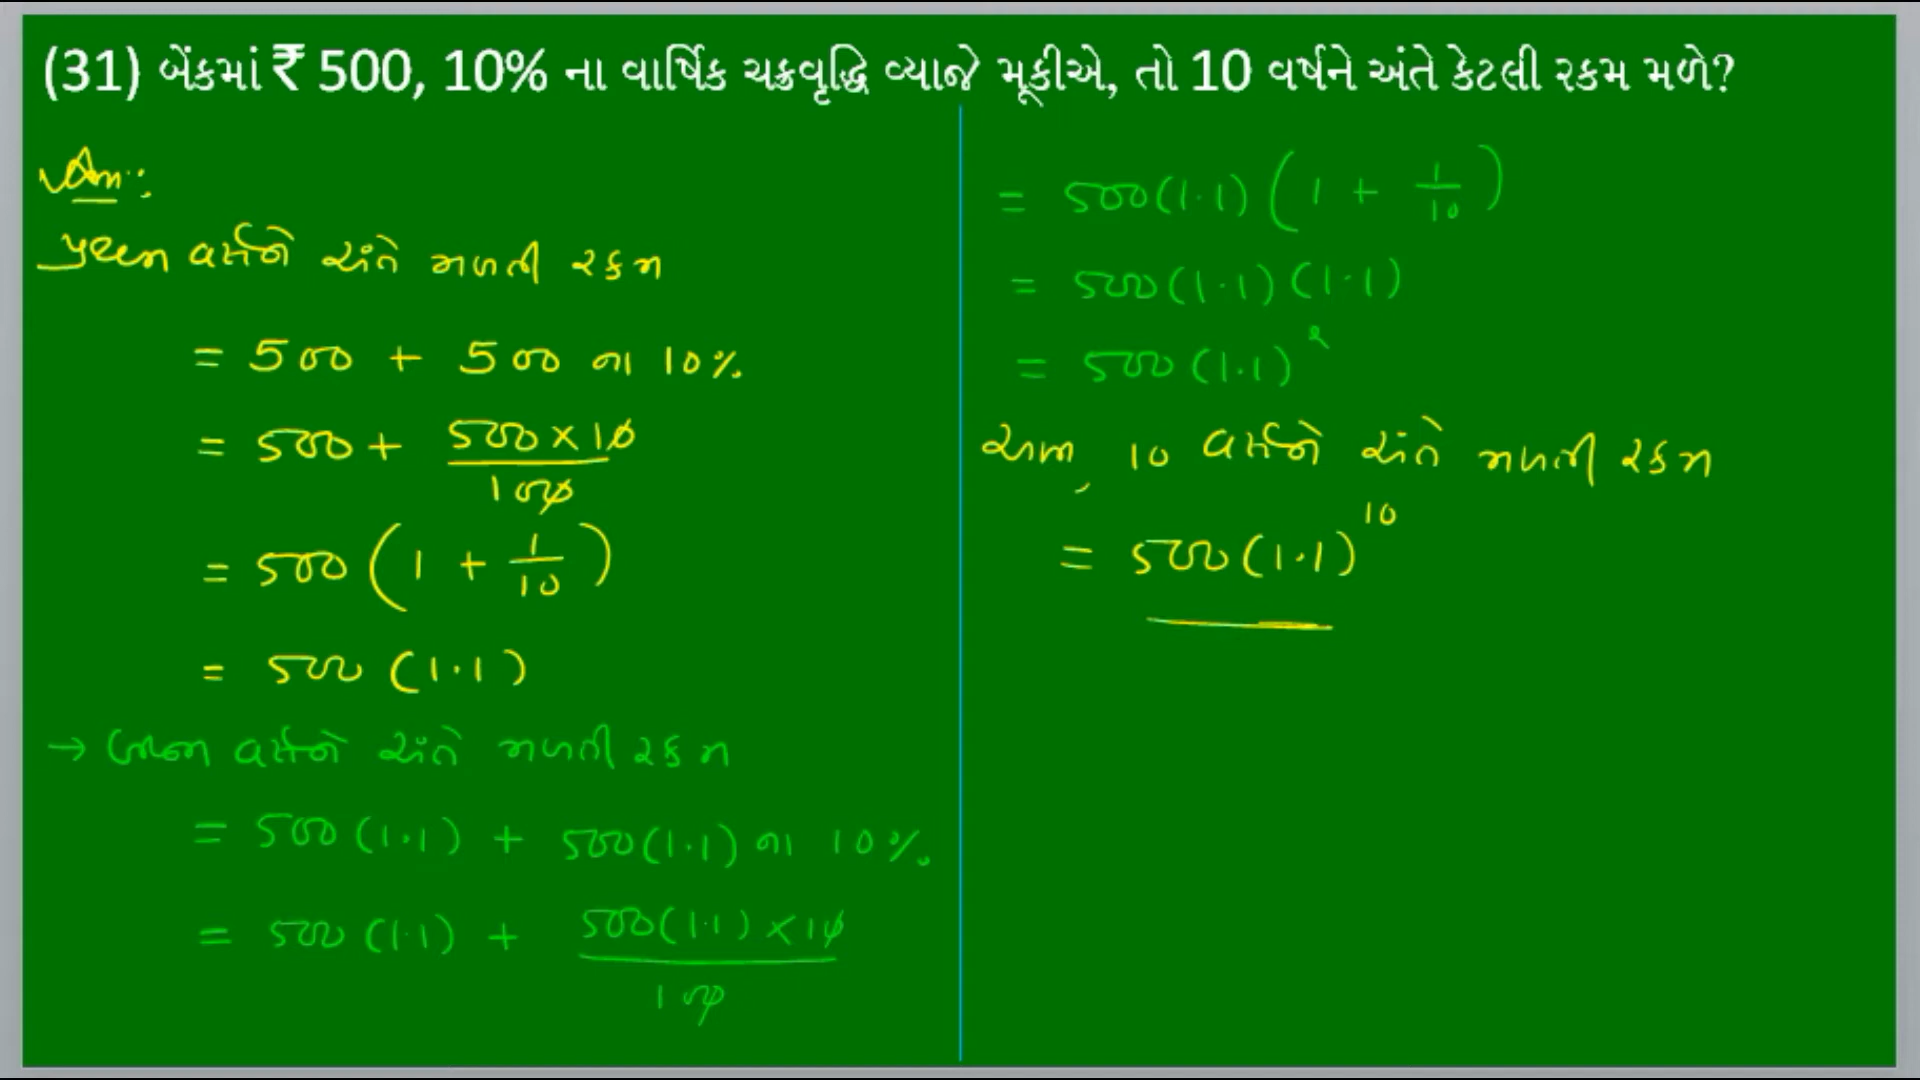 (31) બેંકમાં ₹ 500, 10% ના વાર્ષિક ચક્રવૃદ્ધિ વ્યાજે મૂકીએ, તો 10 વર્ષને અંતે કેટલી રકમ મળે?
Ans:
પ્રથમ વર્ષને અંતે મળતી રકમ
= 500 + 500 ના 10%
= 500 + 500 × 10 / 100
= 500 (1 + 1/10)
= 500 (1.1)
→ બીજા વર્ષને અંતે મળતી રકમ
= 500 (1.1) + 500 (1.1) ના 10%.
= 500 (1.1) + 500 (1.1) × 10 / 100
= 500 (1.1) (1 + 1/10)
= 500 (1.1) (1.1)
= 500 (1.1)²
આમ, 10 વર્ષને અંતે મળતી રકમ
= 500 (1.1)¹⁰